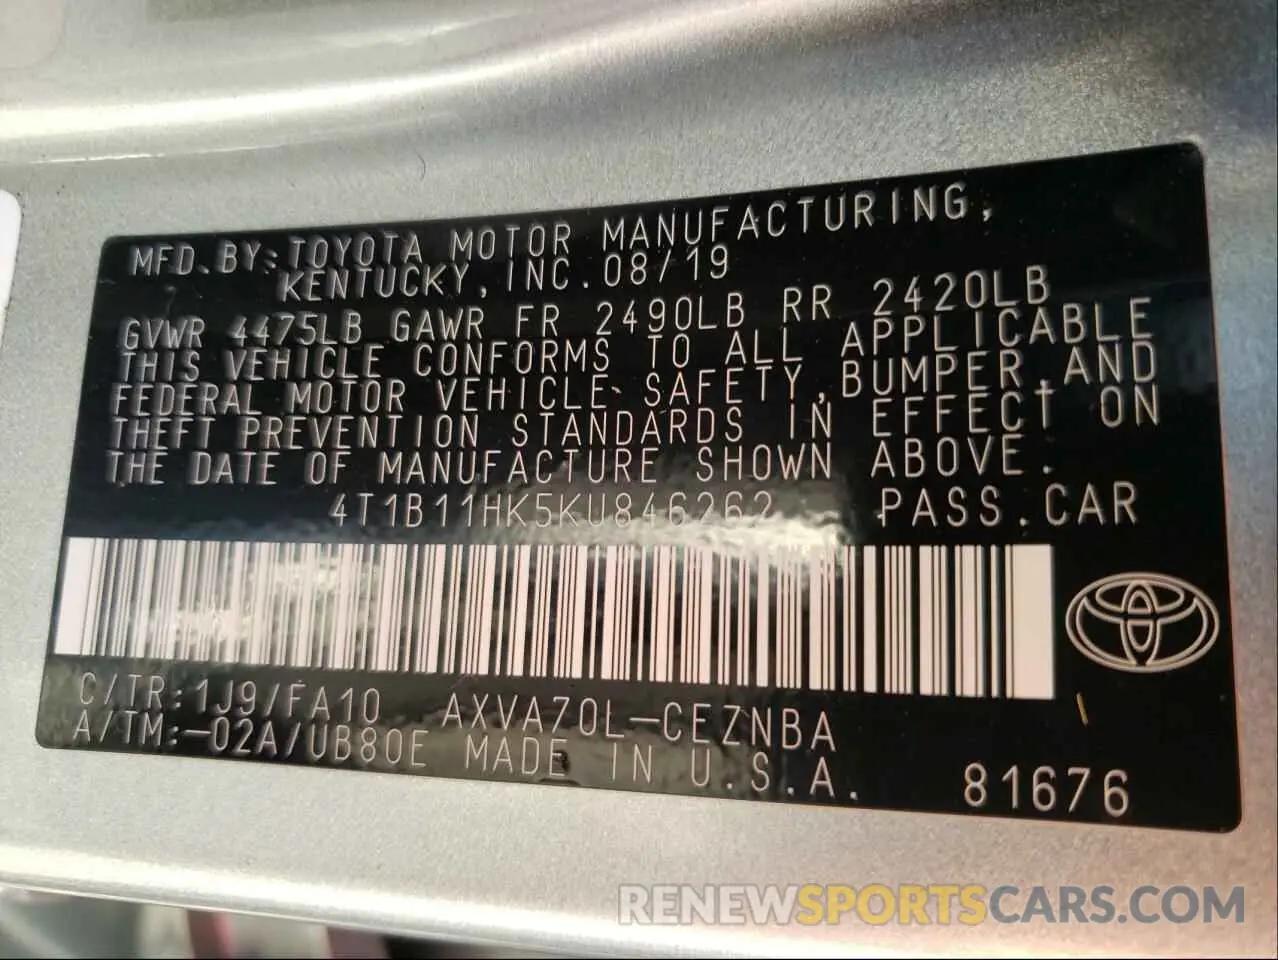 MFD.BY:TOYOTA MOTOR MANUFACTURING,
KENTUCKY, INC. 08/19
GVWR 4475LB GAWR FR 2490LB RR 2420LB
THIS VEHICLE CONFORMS TO ALL APPLICABLE
FEDERAL MOTOR VEHICLE SAFETY, BUMPER, AND
THEFT PREVENTION STANDARDS IN EFFECT ON
THE DATE OF MANUFACTURE SHOWN ABOVE.
4T1B11HK5KU846262 PASS.CAR
C/TR:1J9/FA10 AXVA70L-CEZNBA
A/TM:-02A/UB80E MADE IN U.S.A.
81676
RENEWSPORTSCARS.COM